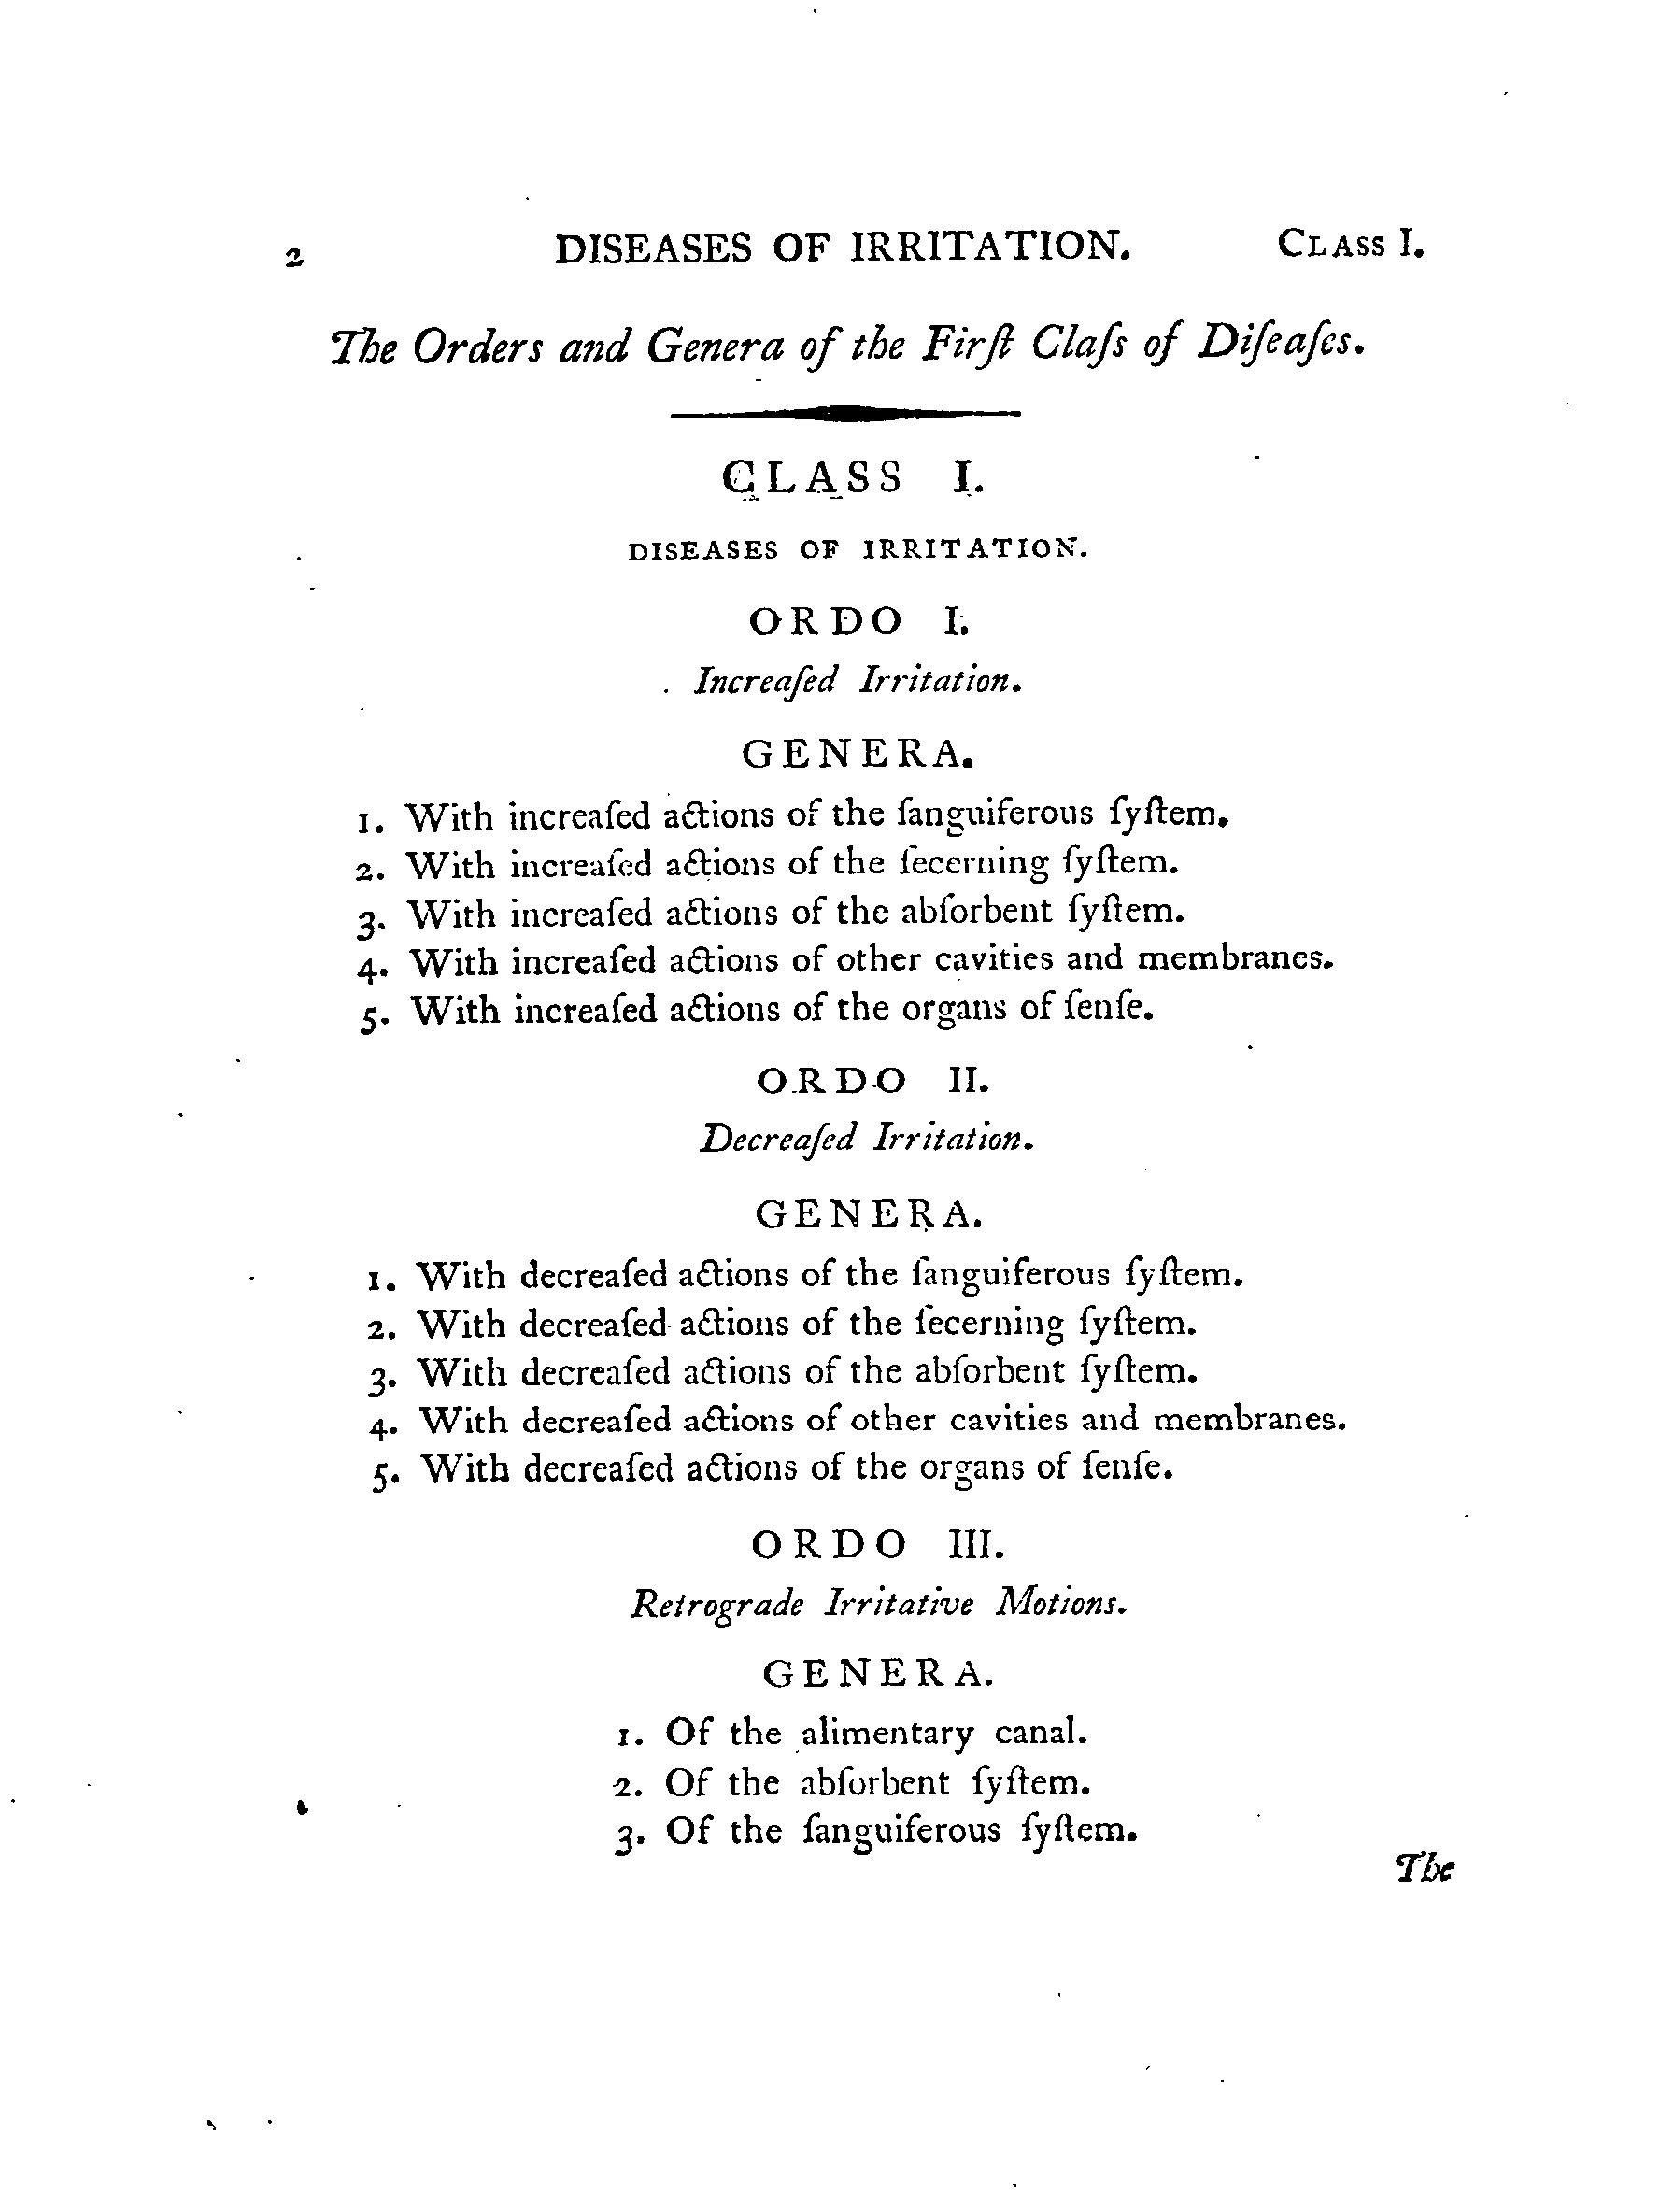 2 DISEASES OF IRRITATION. CLASS I.
The Orders and Genera of the Firſt Claſs of Diſeaſes.
CLASS I.
DISEASES OF IRRITATION.
ORDO I.
Increaſed Irritation.
GENERA.
1. With increaſed actions of the ſanguiferous ſyſtem.
2. With increaſed actions of the ſecerning ſyſtem.
3. With increaſed actions of the abſorbent ſyſtem.
4. With increaſed actions of other cavities and membranes.
5. With increaſed actions of the organs of ſenſe.
ORDO II.
Decreaſed Irritation.
GENERA.
1. With decreaſed actions of the ſanguiferous ſyſtem.
2. With decreaſed actions of the ſecerning ſyſtem.
3. With decreaſed actions of the abſorbent ſyſtem.
4. With decreaſed actions of other cavities and membranes.
5. With decreaſed actions of the organs of ſenſe.
ORDO III.
Retrograde Irritative Motions.
GENERA.
1. Of the alimentary canal.
2. Of the abſorbent ſyſtem.
3. Of the ſanguiferous ſyſtem.
The